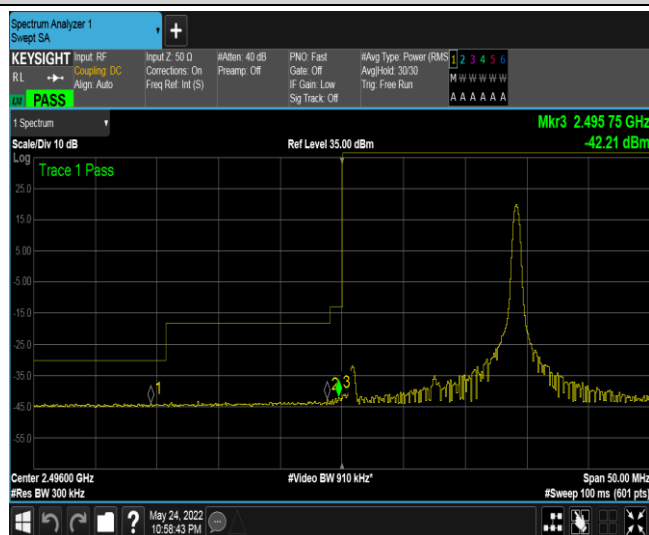 Spectrum Analyzer 1
Swept SA
KEYSIGHT
RL
PASS
Input: RF
Coupling: DC
Align: Auto
Input Z: 50 Ω
Corrections: On
Freq Ref: Int (S)
#Atten: 40 dB
Preamp: Off
PNO: Fast
Gate: Off
IF Gain: Low
Sig Track: Off
#Avg Type: Power (RMS
Avg|Hold: 30/30
Trig: Free Run
1 2 3 4 5 6
M W W W W W
A A A A A A
1 Spectrum
Scale/Div 10 dB
Ref Level 35.00 dBm
Mkr3 2.495 75 GHz
-42.21 dBm
Log
Trace 1 Pass
25.0
15.0
5.00
-5.00
-15.0
-25.0
-35.0
-45.0
-55.0
1
2
3
Center 2.49600 GHz
#Video BW 910 kHz*
Span 50.00 MHz
#Res BW 300 kHz
#Sweep 100 ms (601 pts)
?
May 24, 2022
10:58:43 PM